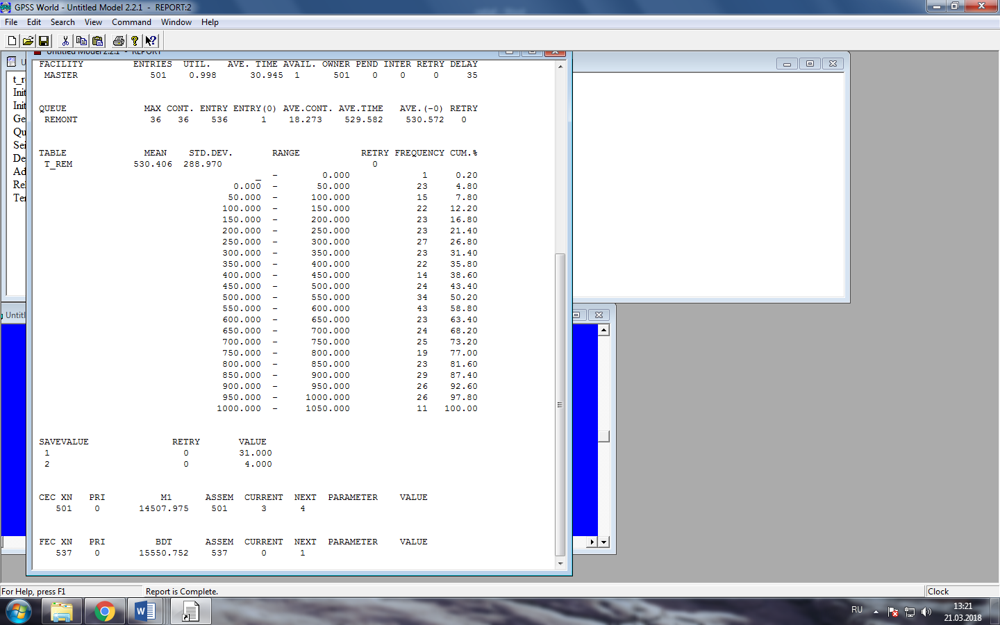 GPSS World - Untitled Model 2.2.1 - REPORT:2
File Edit Search View Command Window Help
Untitled Model 2.2.1 - REPORT
U
t_r
Init
Init
Ge
Qu
Sei
De
Ad
Rel
Ter
Untitl
FACILITY ENTRIES UTIL. AVE. TIME AVAIL. OWNER PEND INTER RETRY DELAY
MASTER 501 0.998 30.945 1 501 0 0 0 35
QUEUE MAX CONT. ENTRY ENTRY(0) AVE.CONT. AVE.TIME AVE.(-0) RETRY
REMONT 36 36 536 1 18.273 529.582 530.572 0
TABLE MEAN STD.DEV. RANGE RETRY FREQUENCY CUM.%
T_REM 530.406 288.970 0
_ - 0.000 1 0.20
0.000 - 50.000 23 4.80
50.000 - 100.000 15 7.80
100.000 - 150.000 22 12.20
150.000 - 200.000 23 16.80
200.000 - 250.000 23 21.40
250.000 - 300.000 27 26.80
300.000 - 350.000 23 31.40
350.000 - 400.000 22 35.80
400.000 - 450.000 14 38.60
450.000 - 500.000 24 43.40
500.000 - 550.000 34 50.20
550.000 - 600.000 43 58.80
600.000 - 650.000 23 63.40
650.000 - 700.000 24 68.20
700.000 - 750.000 25 73.20
750.000 - 800.000 19 77.00
800.000 - 850.000 23 81.60
850.000 - 900.000 29 87.40
900.000 - 950.000 26 92.60
950.000 - 1000.000 26 97.80
1000.000 - 1050.000 11 100.00
SAVEVALUE RETRY VALUE
1 0 31.000
2 0 4.000
CEC XN PRI M1 ASSEM CURRENT NEXT PARAMETER VALUE
501 0 14507.975 501 3 4
FEC XN PRI BDT ASSEM CURRENT NEXT PARAMETER VALUE
537 0 15550.752 537 0 1
For Help, press F1 Report is Complete. Clock
RU 13:21
21.03.2018